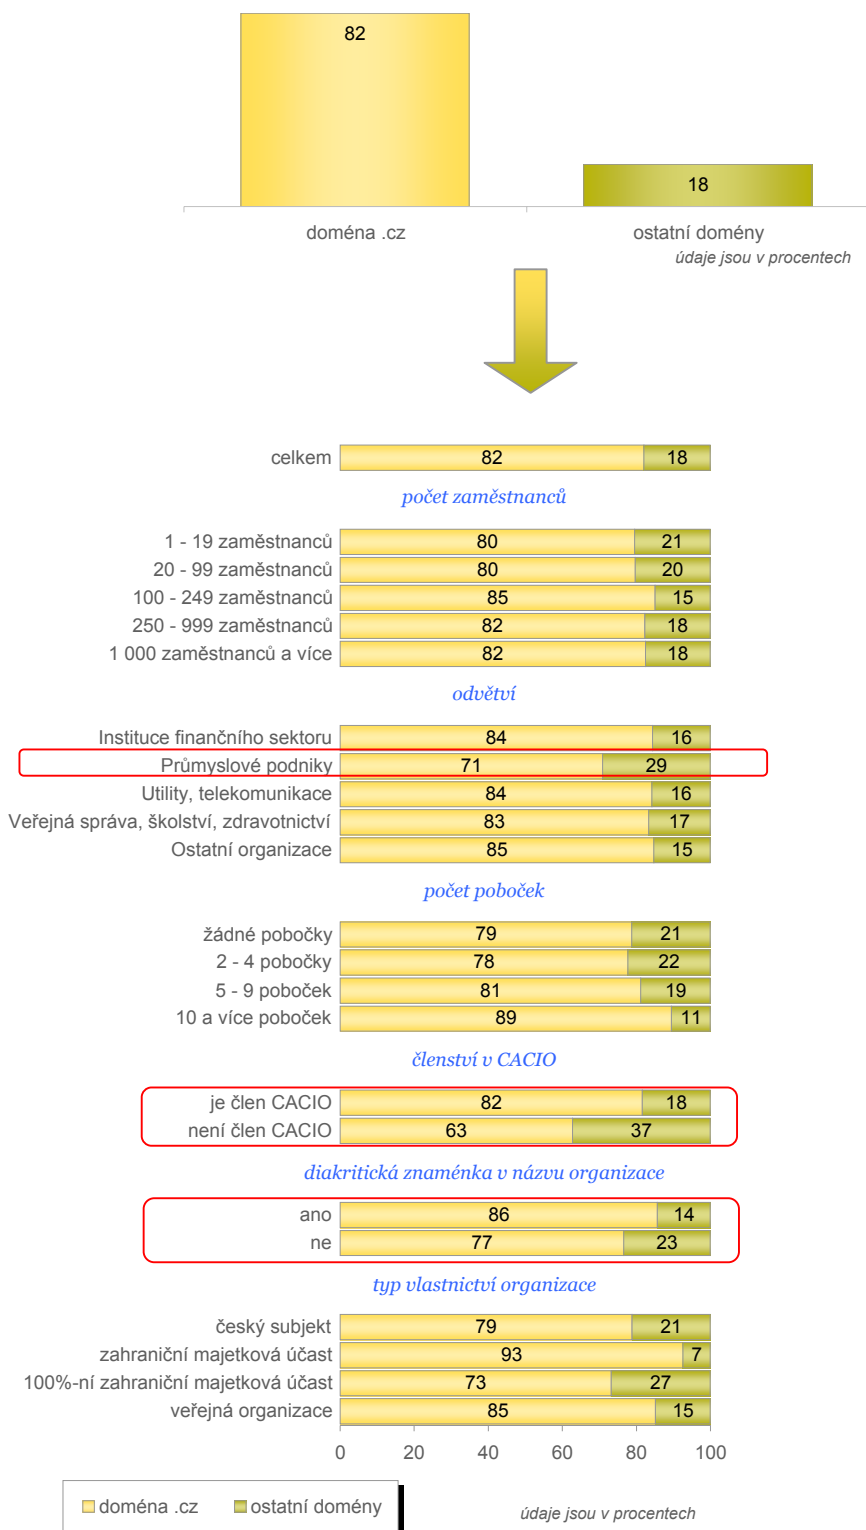 82
18
doména .cz ostatní domény
údaje jsou v procentech
celkem 82 18
počet zaměstnanců
1 - 19 zaměstnanců 80 21
20 - 99 zaměstnanců 80 20
100 - 249 zaměstnanců 85 15
250 - 999 zaměstnanců 82 18
1 000 zaměstnanců a více 82 18
odvětví
Instituce finančního sektoru 84 16
Průmyslové podniky 71 29
Utility, telekomunikace 84 16
Veřejná správa, školství, zdravotnictví 83 17
Ostatní organizace 85 15
počet poboček
žádné pobočky 79 21
2 - 4 pobočky 78 22
5 - 9 poboček 81 19
10 a více poboček 89 11
členství v CACIO
je člen CACIO 82 18
není člen CACIO 63 37
diakritická znaménka v názvu organizace
ano 86 14
ne 77 23
typ vlastnictví organizace
český subjekt 79 21
zahraniční majetková účast 93 7
100%-ní zahraniční majetková účast 73 27
veřejná organizace 85 15
0 20 40 60 80 100
doména .cz ostatní domény
údaje jsou v procentech